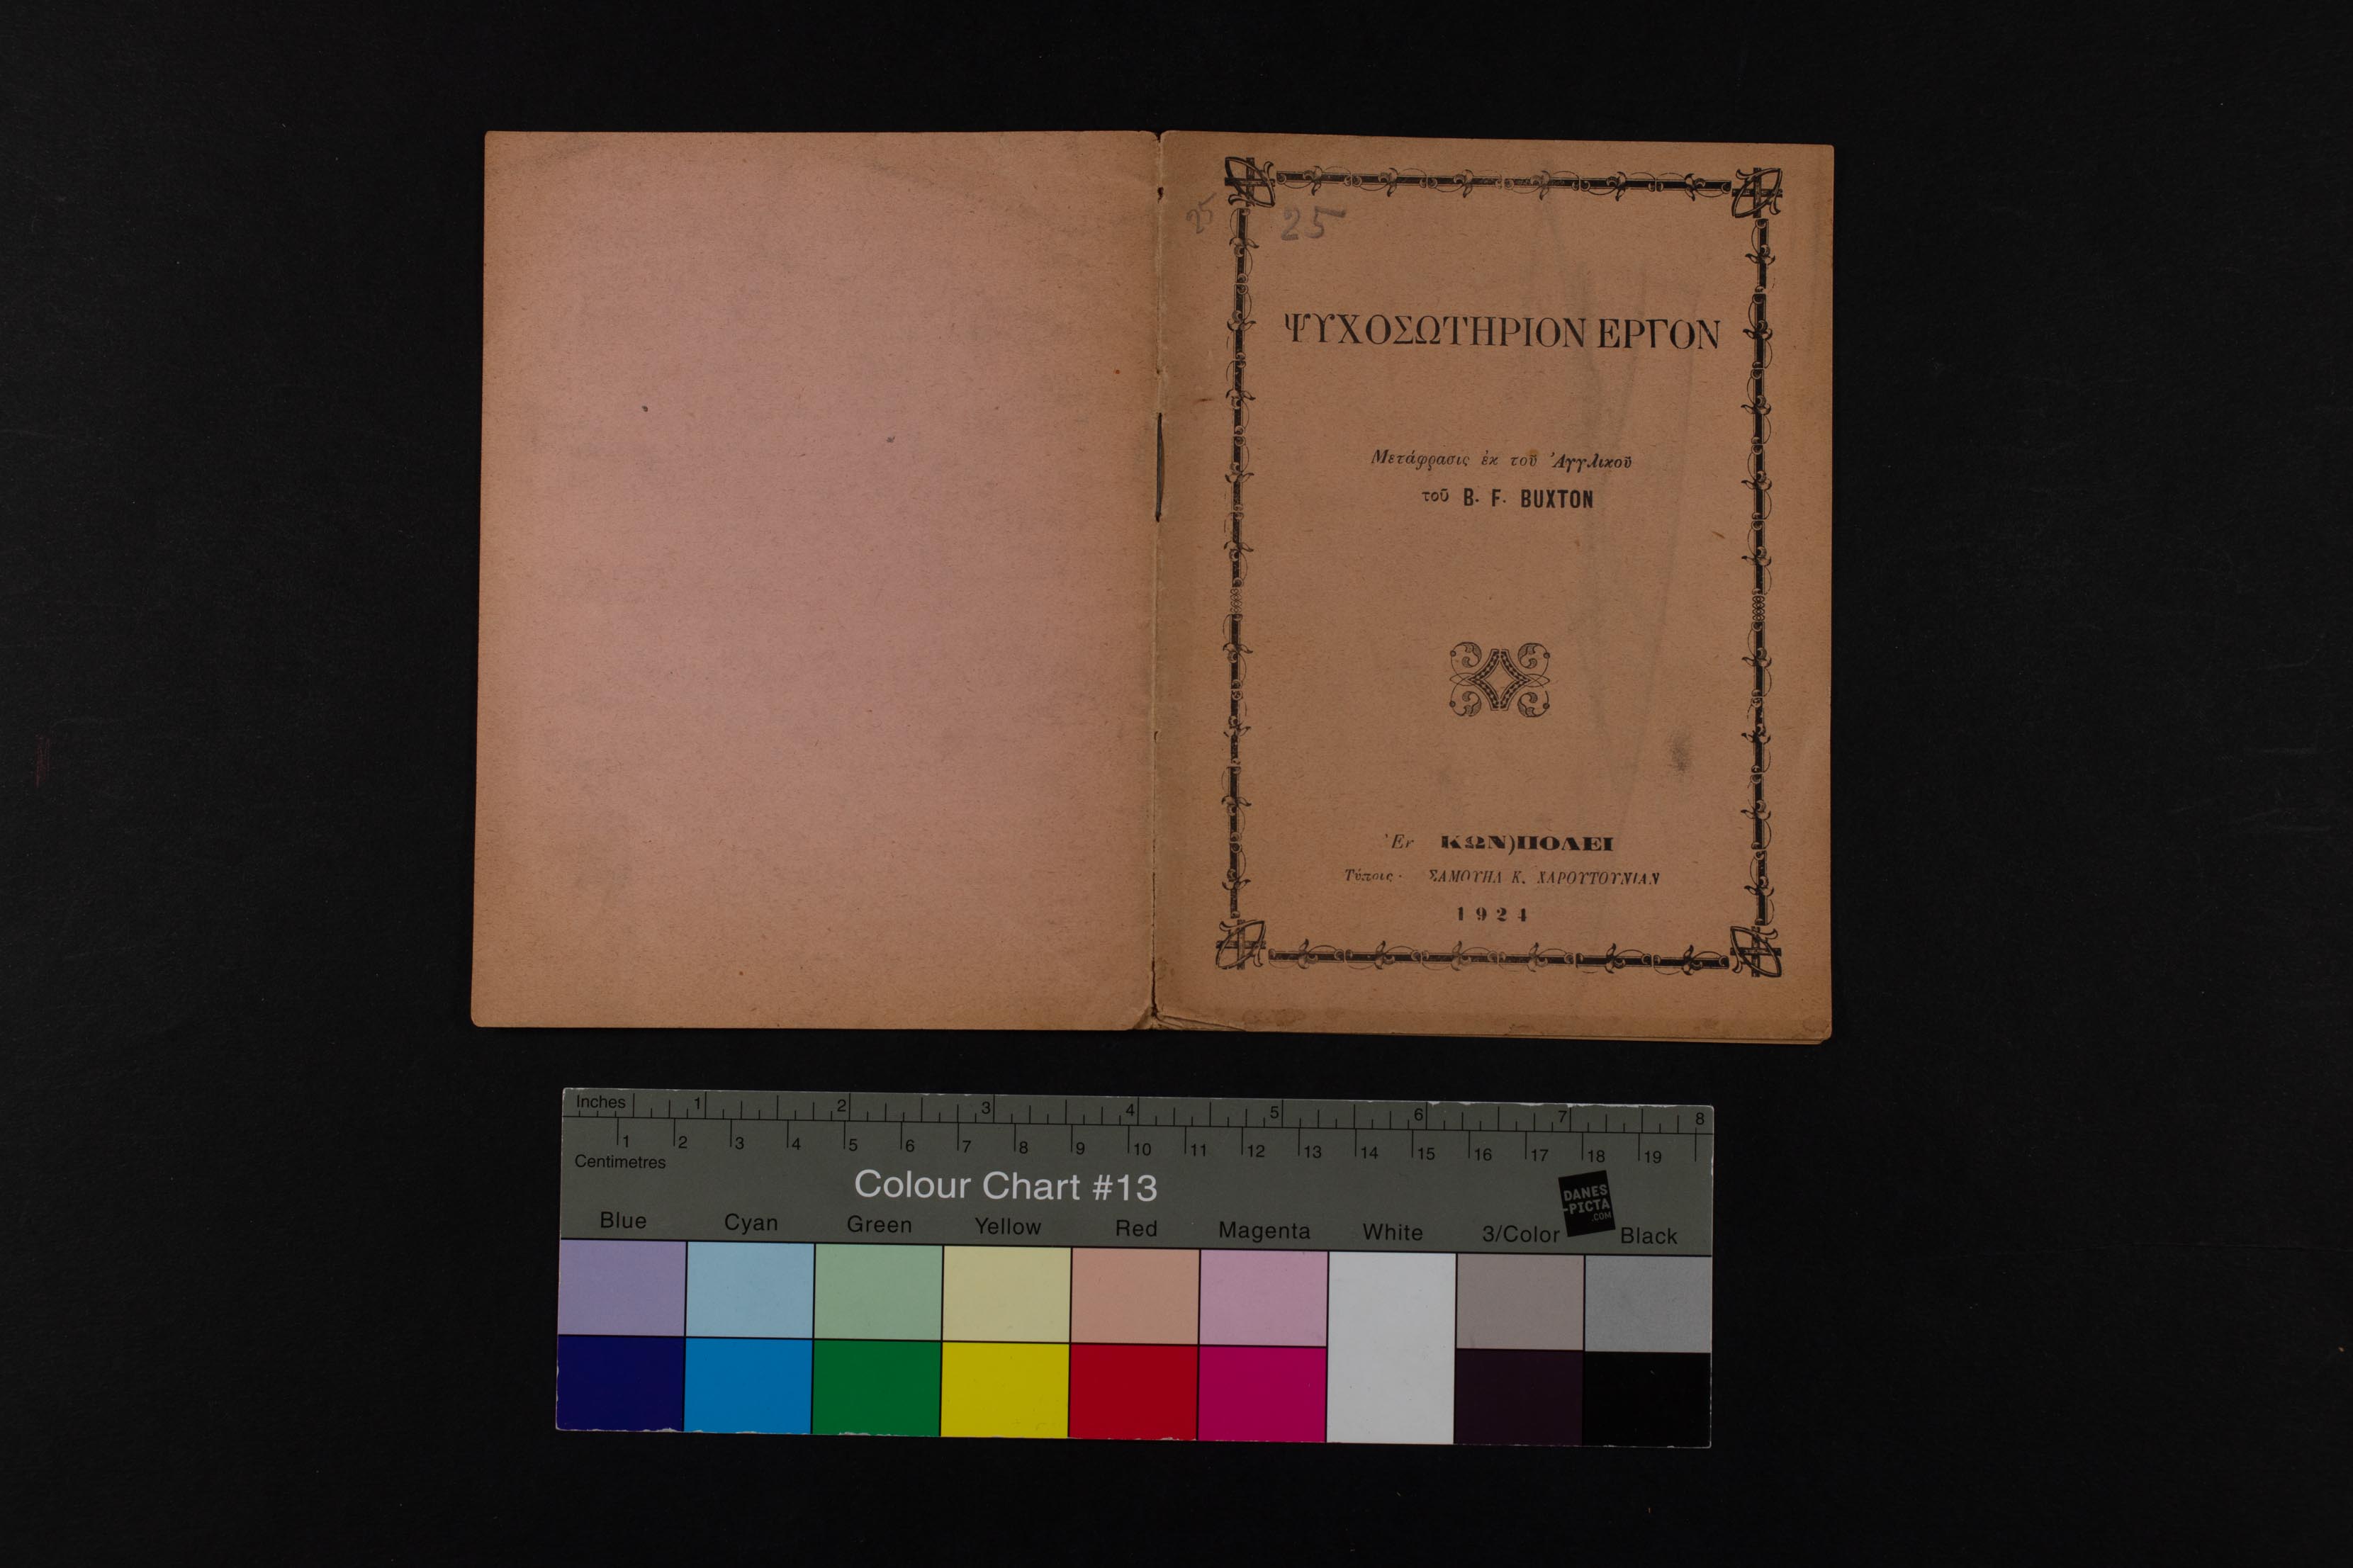 25
25
ΨΥΧΟΣΩΤΗΡΙΟΝ ΕΡΓΟΝ
Μετάφρασις ἐκ τοῦ Ἀγγλικοῦ
τοῦ B. F. BUXTON
Ἐν ΚΩΝ)ΠΟΛΕΙ
Τύποις· ΣΑΜΟΥΗΛ Κ. ΧΑΡΟΥΤΟΥΝΙΑΝ
1924
Inches 1 2 3 4 5 6 7 8
1 2 3 4 5 6 7 8 9 10 11 12 13 14 15 16 17 18 19
Centimetres
Colour Chart #13
DANES
-PICTA
.COM
Blue Cyan Green Yellow Red Magenta White 3/Color Black